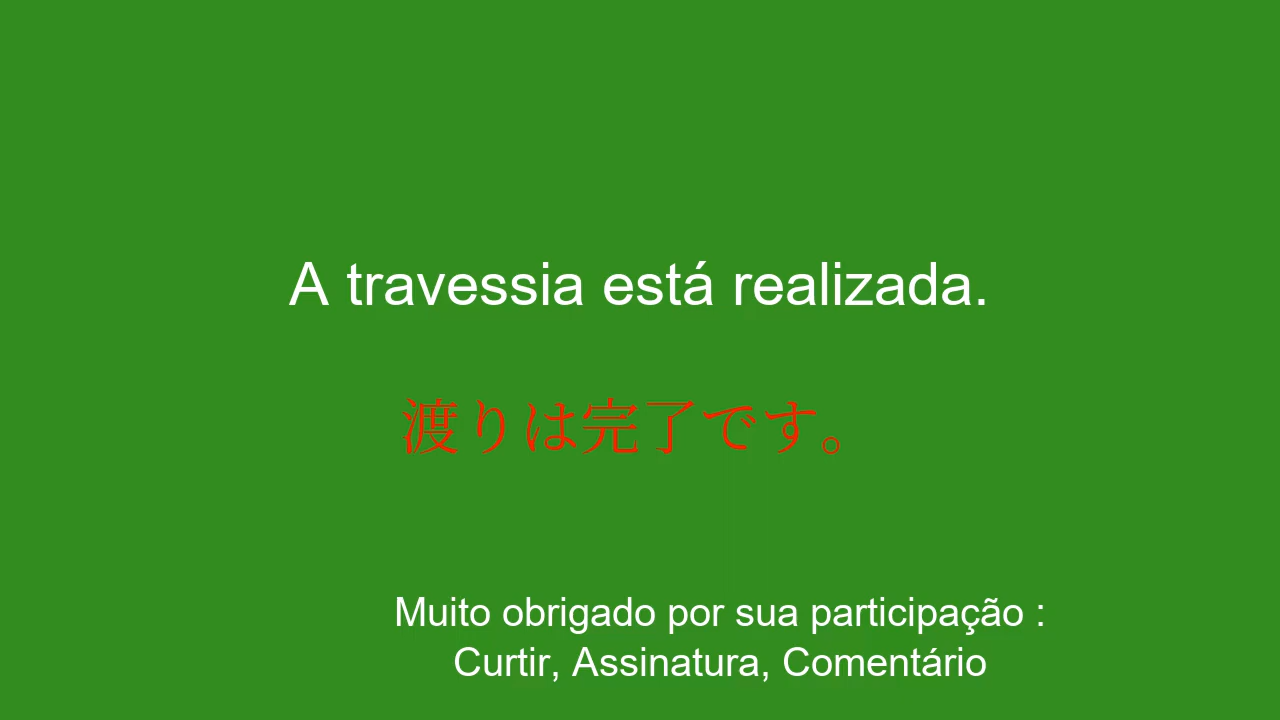 A travessia está realizada.
渡りは完了です。
Muito obrigado por sua participação :
Curtir, Assinatura, Comentário